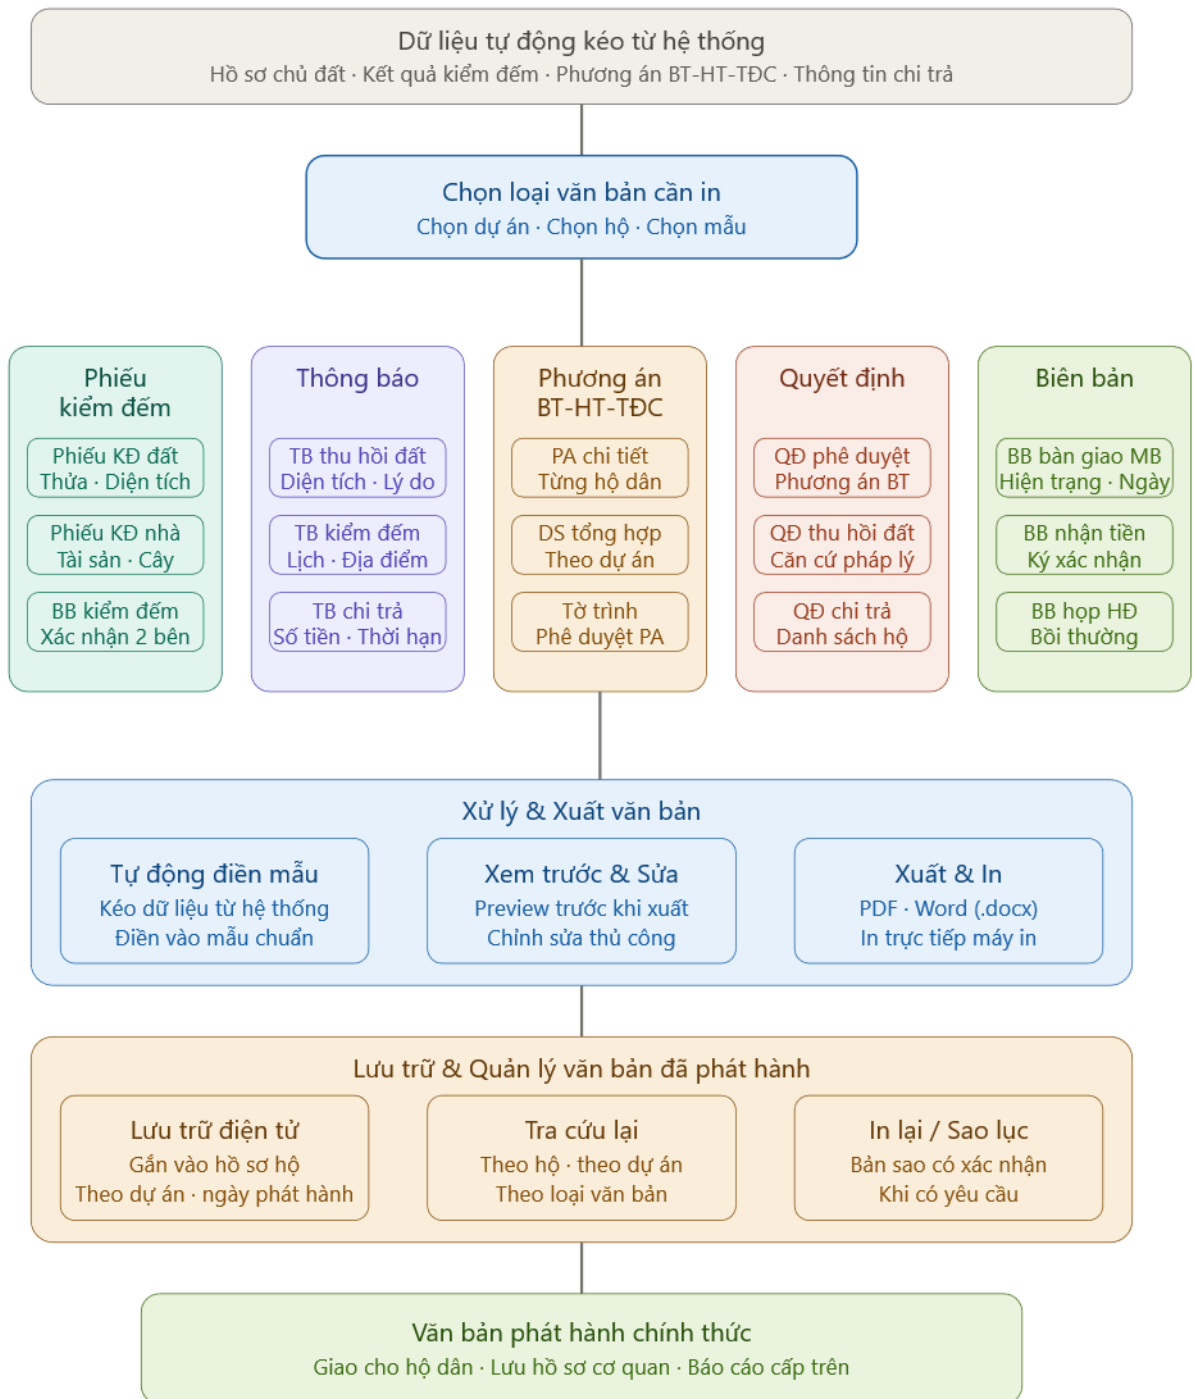 Dữ liệu tự động kéo từ hệ thống
Hồ sơ chủ đất · Kết quả kiểm đếm · Phương án BT-HT-TĐC · Thông tin chi trả
Chọn loại văn bản cần in
Chọn dự án · Chọn hộ · Chọn mẫu
Phiếu
kiểm đếm
Phiếu KĐ đất
Thửa · Diện tích
Phiếu KĐ nhà
Tài sản · Cây
BB kiểm đếm
Xác nhận 2 bên
Thông báo
TB thu hồi đất
Diện tích · Lý do
TB kiểm đếm
Lịch · Địa điểm
TB chi trả
Số tiền · Thời hạn
Phương án
BT-HT-TĐC
PA chi tiết
Từng hộ dân
DS tổng hợp
Theo dự án
Tờ trình
Phê duyệt PA
Quyết định
QĐ phê duyệt
Phương án BT
QĐ thu hồi đất
Căn cứ pháp lý
QĐ chi trả
Danh sách hộ
Biên bản
BB bàn giao MB
Hiện trạng · Ngày
BB nhận tiền
Ký xác nhận
BB họp HĐ
Bồi thường
Xử lý & Xuất văn bản
Tự động điền mẫu
Kéo dữ liệu từ hệ thống
Điền vào mẫu chuẩn
Xem trước & Sửa
Preview trước khi xuất
Chỉnh sửa thủ công
Xuất & In
PDF · Word (.docx)
In trực tiếp máy in
Lưu trữ & Quản lý văn bản đã phát hành
Lưu trữ điện tử
Gắn vào hồ sơ hộ
Theo dự án · ngày phát hành
Tra cứu lại
Theo hộ · theo dự án
Theo loại văn bản
In lại / Sao lục
Bản sao có xác nhận
Khi có yêu cầu
Văn bản phát hành chính thức
Giao cho hộ dân · Lưu hồ sơ cơ quan · Báo cáo cấp trên